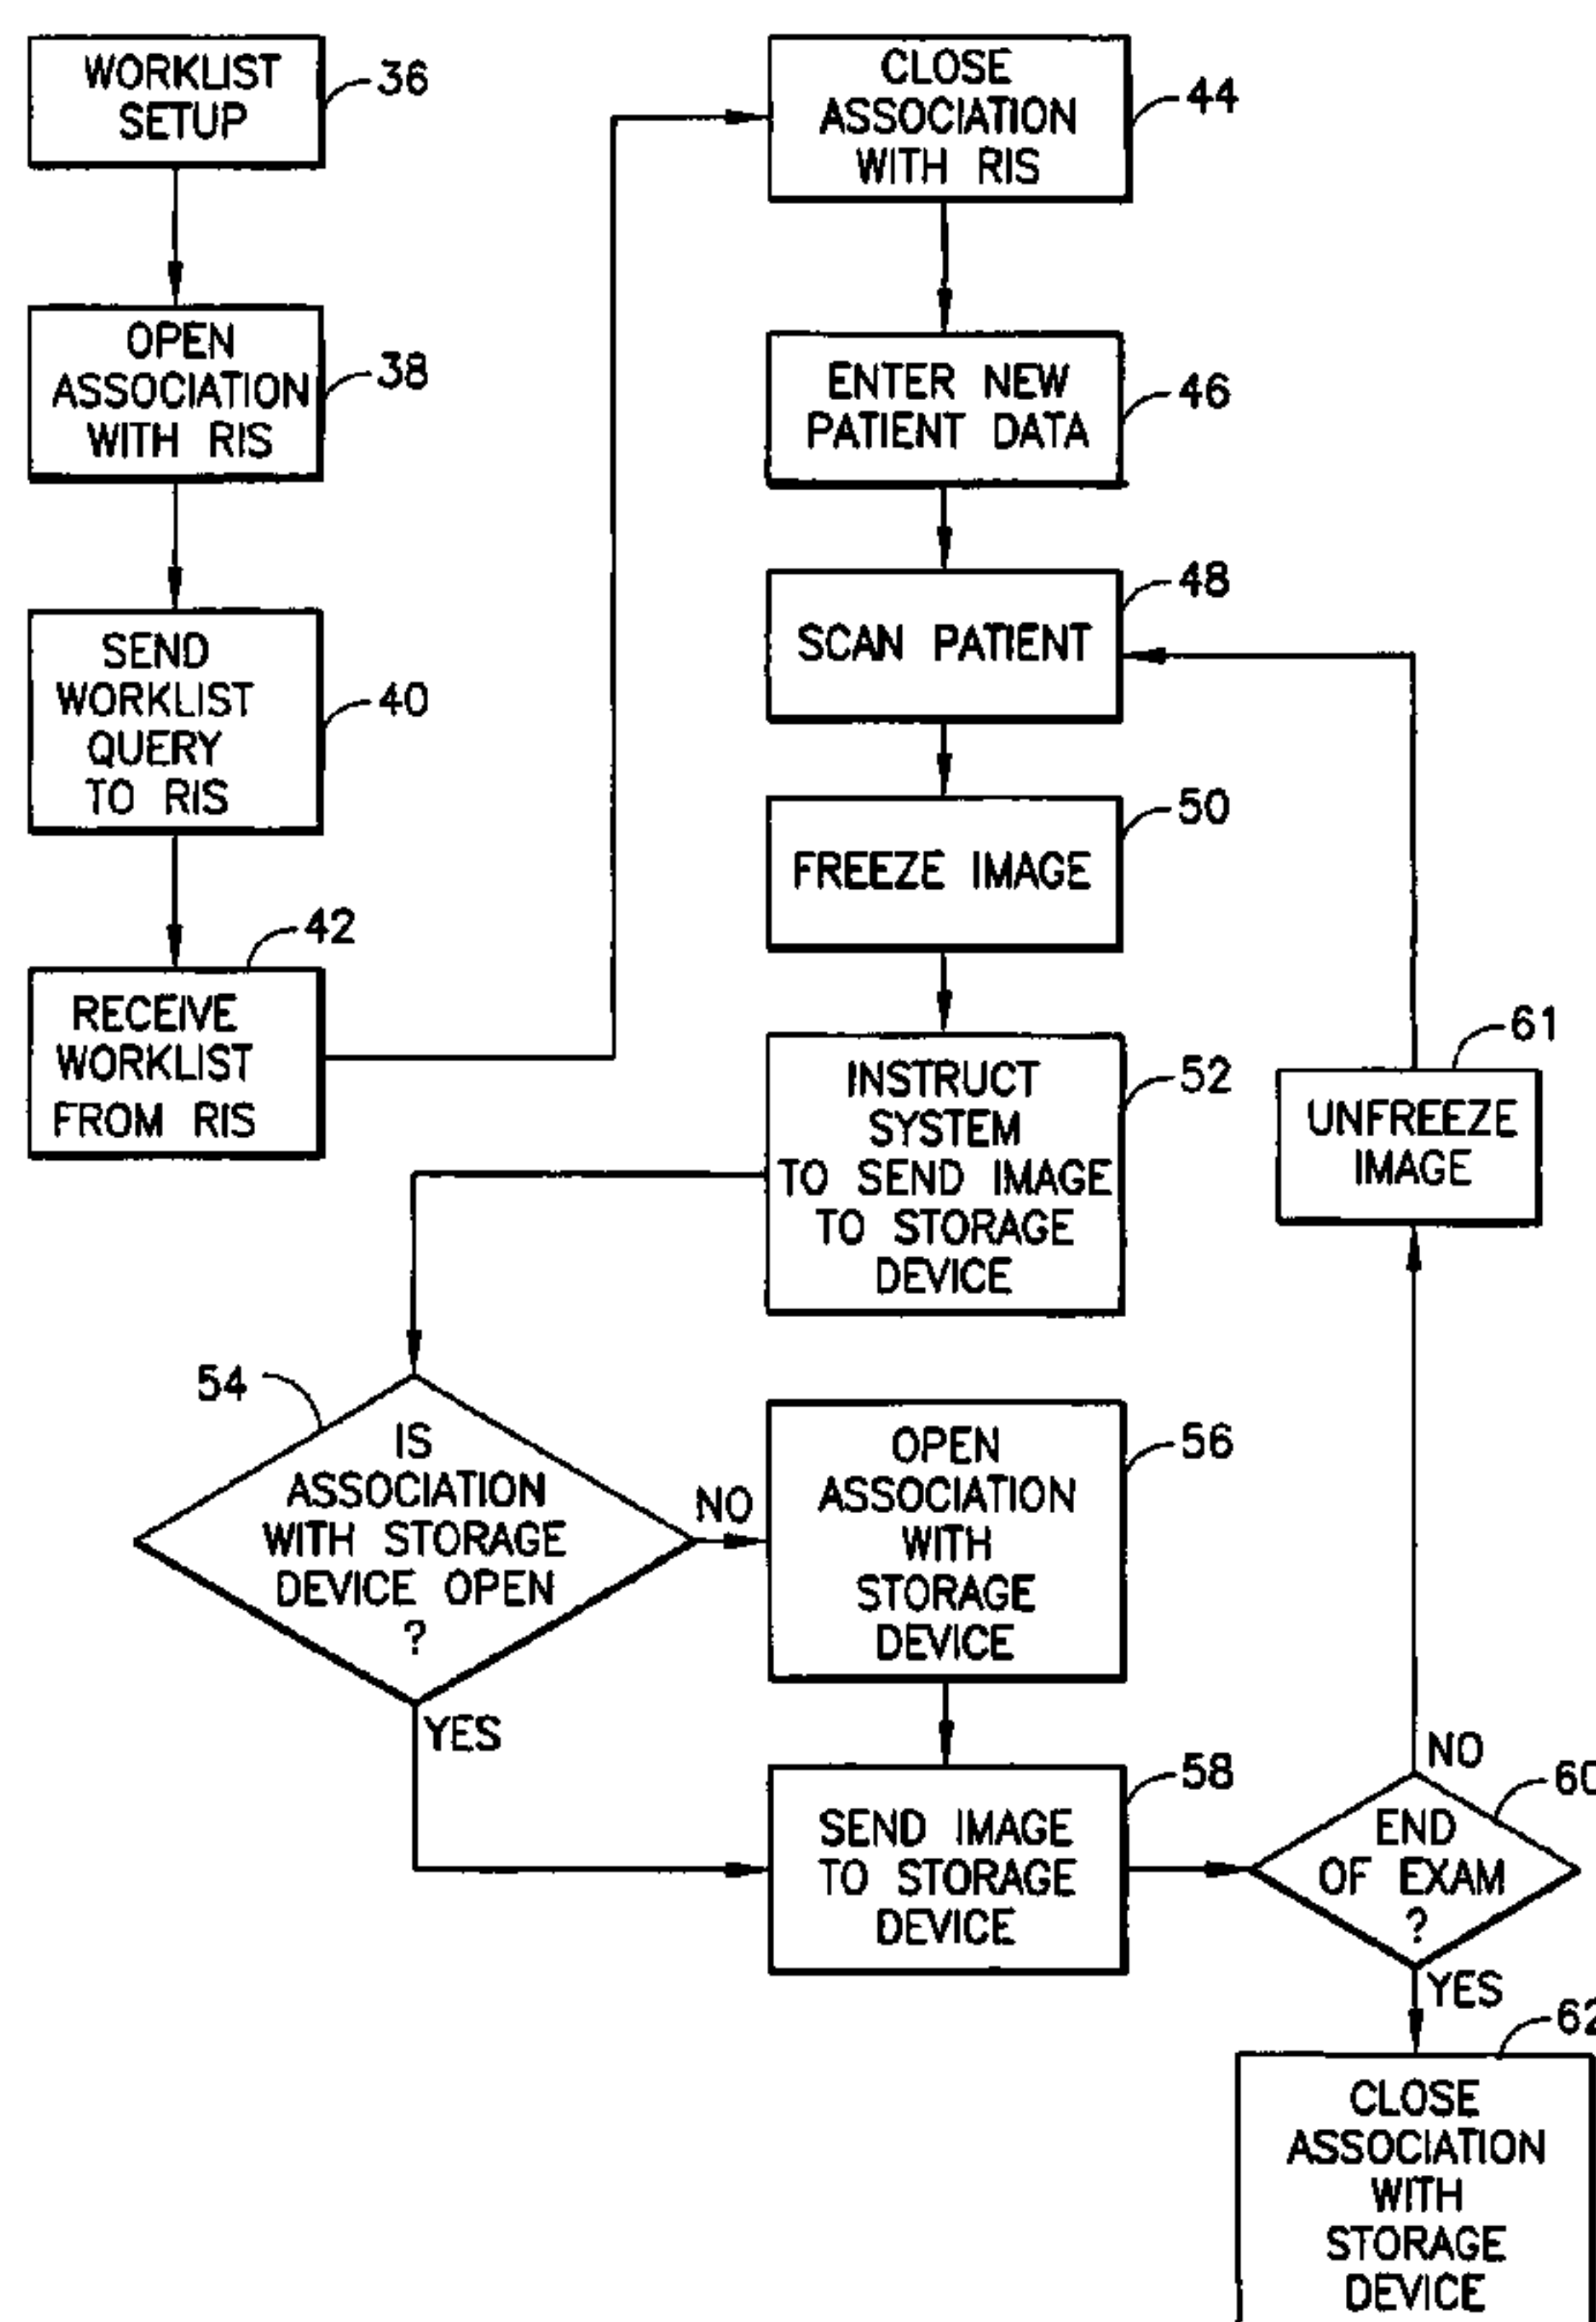 WORKLIST
SETUP
36
OPEN
ASSOCIATION
WITH RIS
38
SEND
WORKLIST
QUERY
TO RIS
40
42
RECEIVE
WORKLIST
FROM RIS
CLOSE
ASSOCIATION
WITH RIS
44
ENTER NEW
PATIENT DATA
46
SCAN PATIENT
48
FREEZE IMAGE
50
INSTRUCT
SYSTEM
TO SEND IMAGE
TO STORAGE
DEVICE
52
54
IS
ASSOCIATION
WITH STORAGE
DEVICE OPEN
?
NO
YES
OPEN
ASSOCIATION
WITH
STORAGE
DEVICE
56
SEND IMAGE
TO STORAGE
DEVICE
58
61
UNFREEZE
IMAGE
NO
60
END
OF EXAM
?
YES
62
CLOSE
ASSOCIATION
WITH
STORAGE
DEVICE